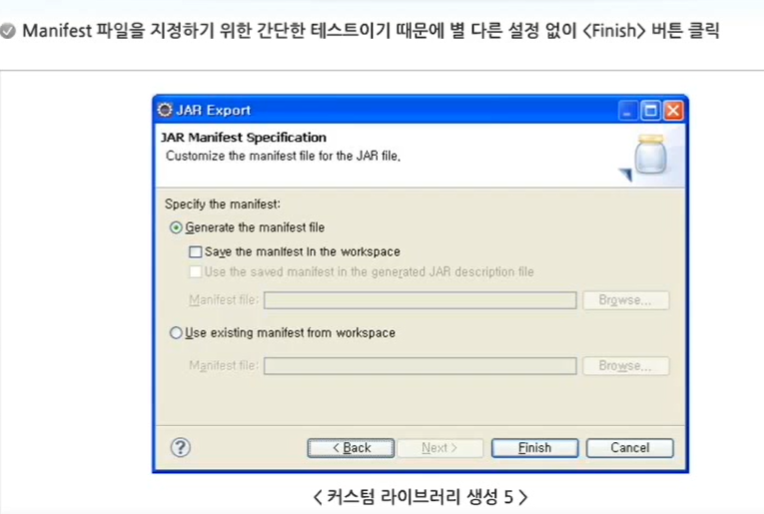 Manifest 파일을 지정하기 위한 간단한 테스트이기 때문에 별 다른 설정 없이 <Finish> 버튼 클릭
JAR Export
JAR Manifest Specification
Customize the manifest file for the JAR file.
Specify the manifest:
Generate the manifest file
Save the manifest in the workspace
Use the saved manifest in the generated JAR description file
Manifest file: Browse...
Use existing manifest from workspace
Manifest file: Browse...
? < Back Next > Finish Cancel
< 커스텀 라이브러리 생성 5 >